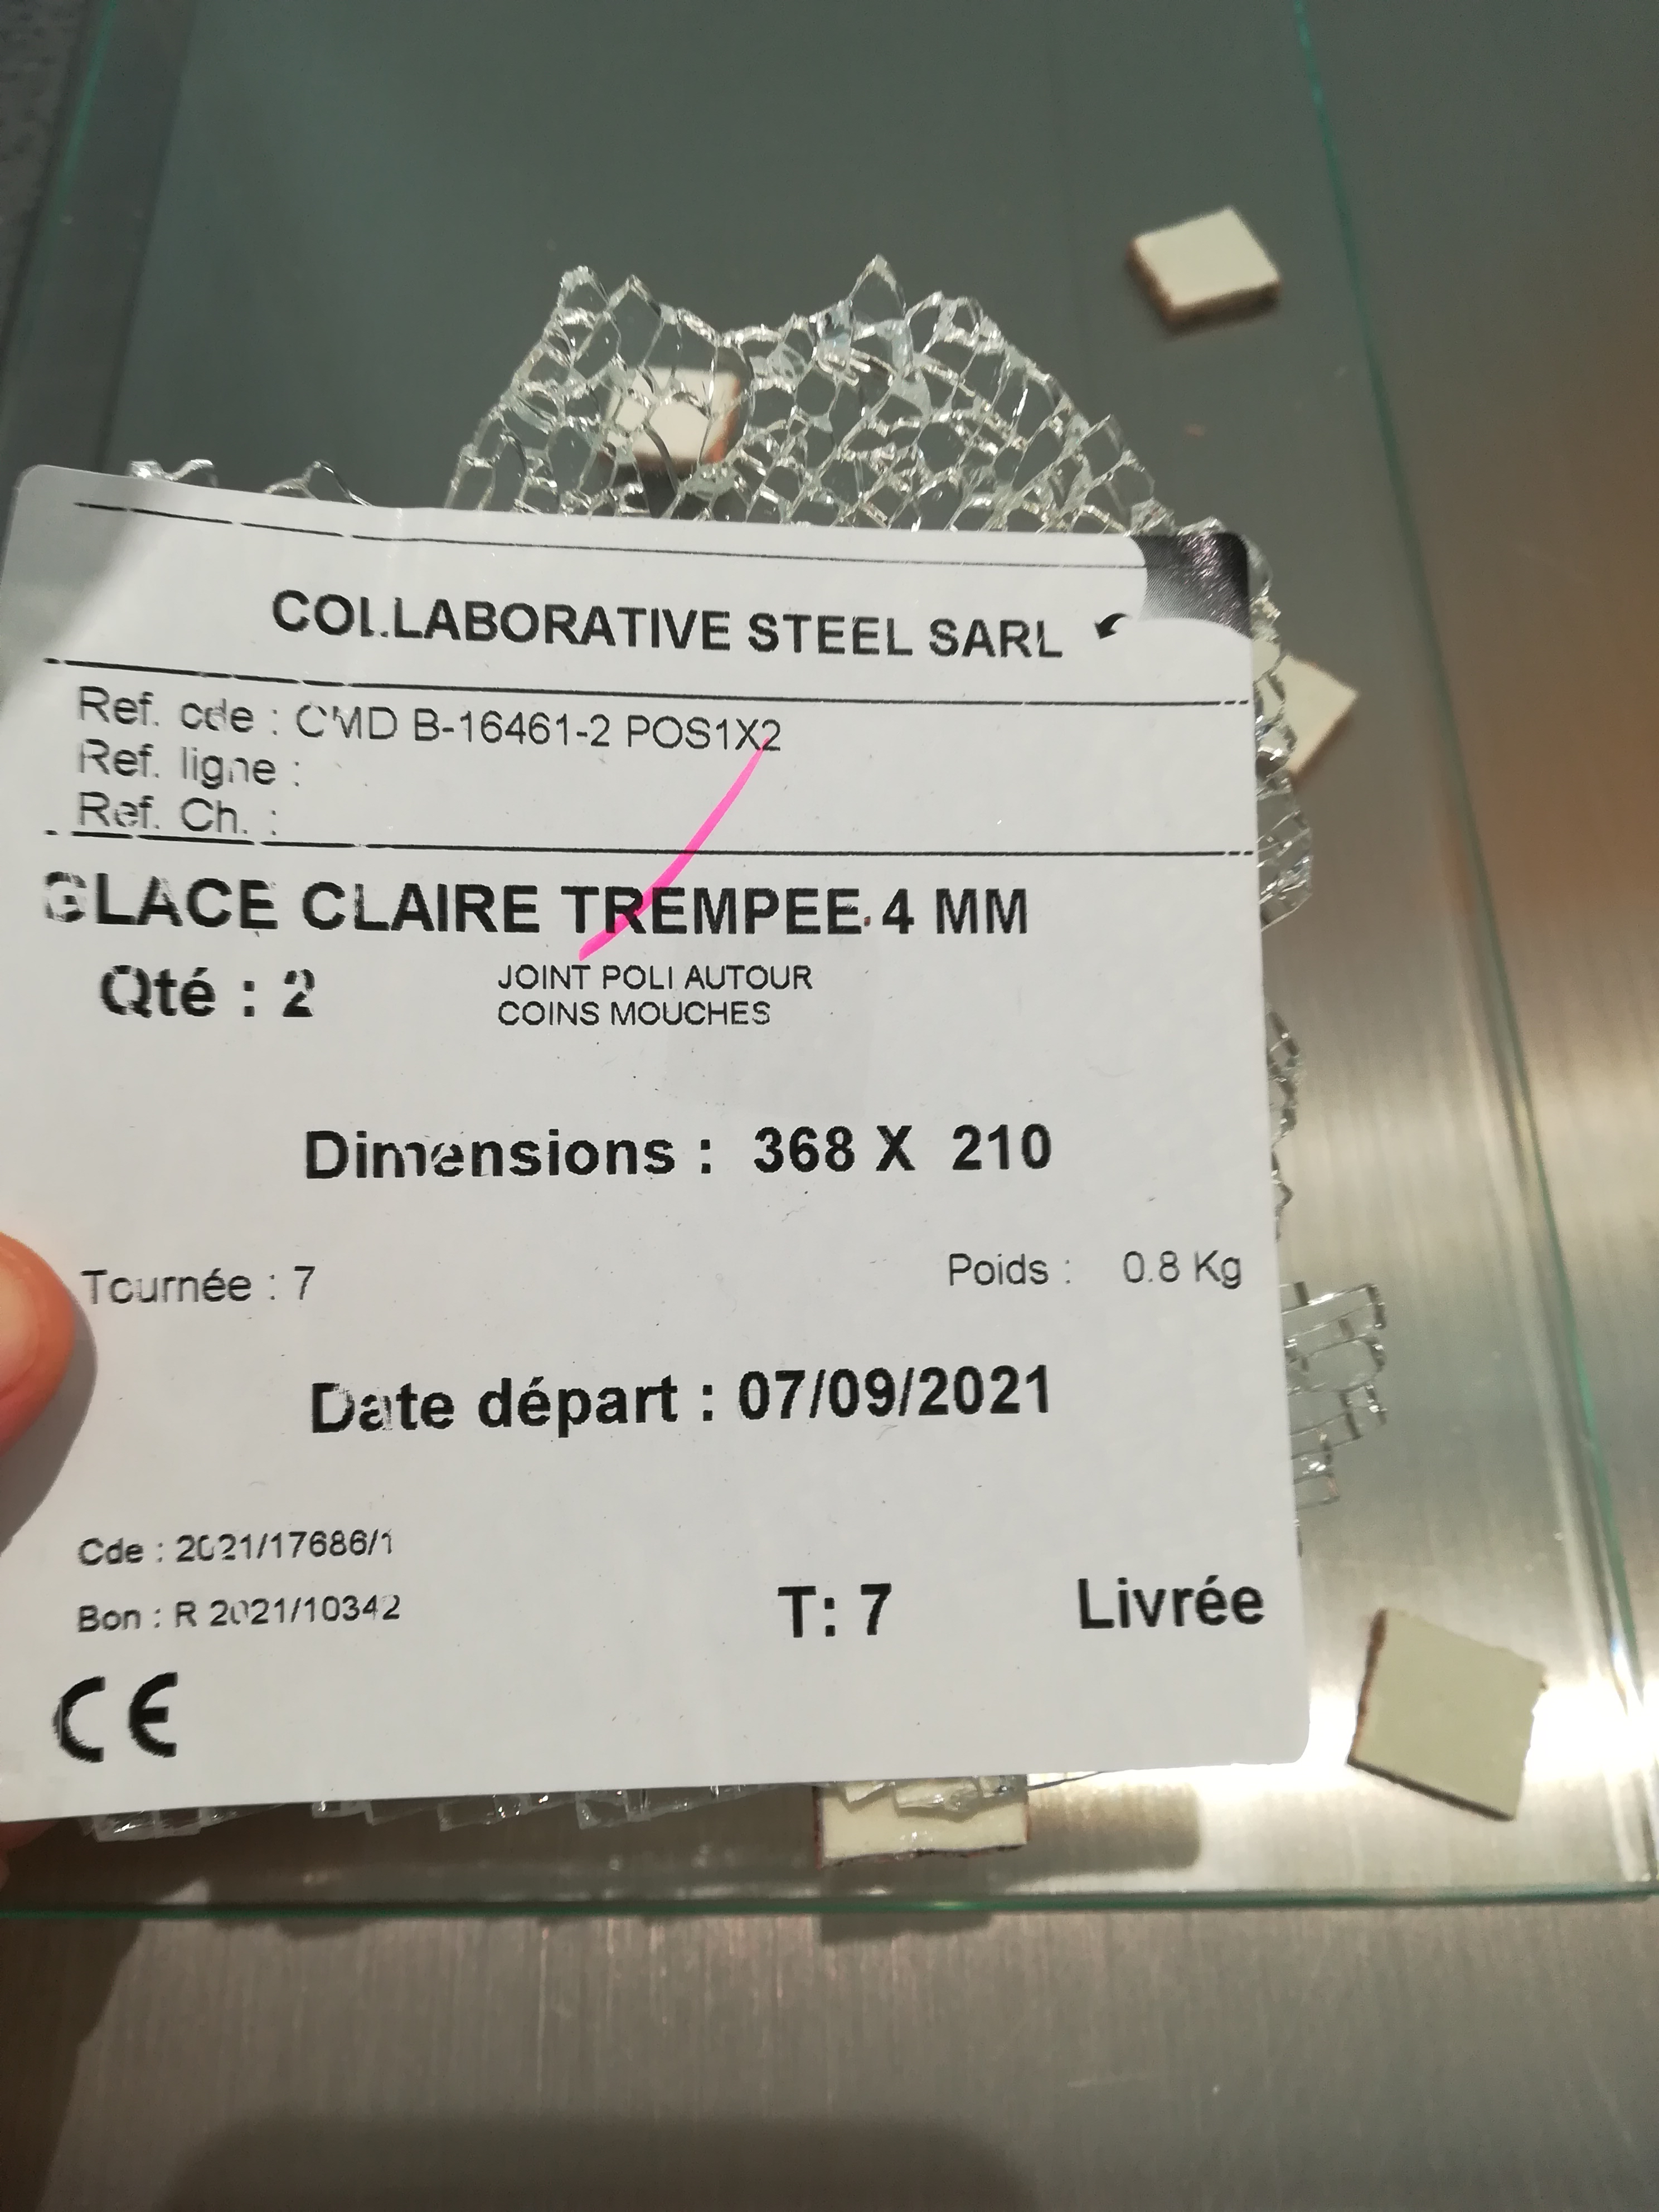 COLLABORATIVE STEEL SARL
Ref. cde : CMD B-16461-2 POS1X2
Ref. ligne :
Ref. Ch. :
GLACE CLAIRE TREMPEE 4 MM
Qté : 2
JOINT POLI AUTOUR
COINS MOUCHES
Dimensions : 368 X 210
Tournée : 7 Poids : 0.8 Kg
Date départ : 07/09/2021
Cde : 2021/17686/1
Bon : R 2021/10342
T: 7 Livrée
CE